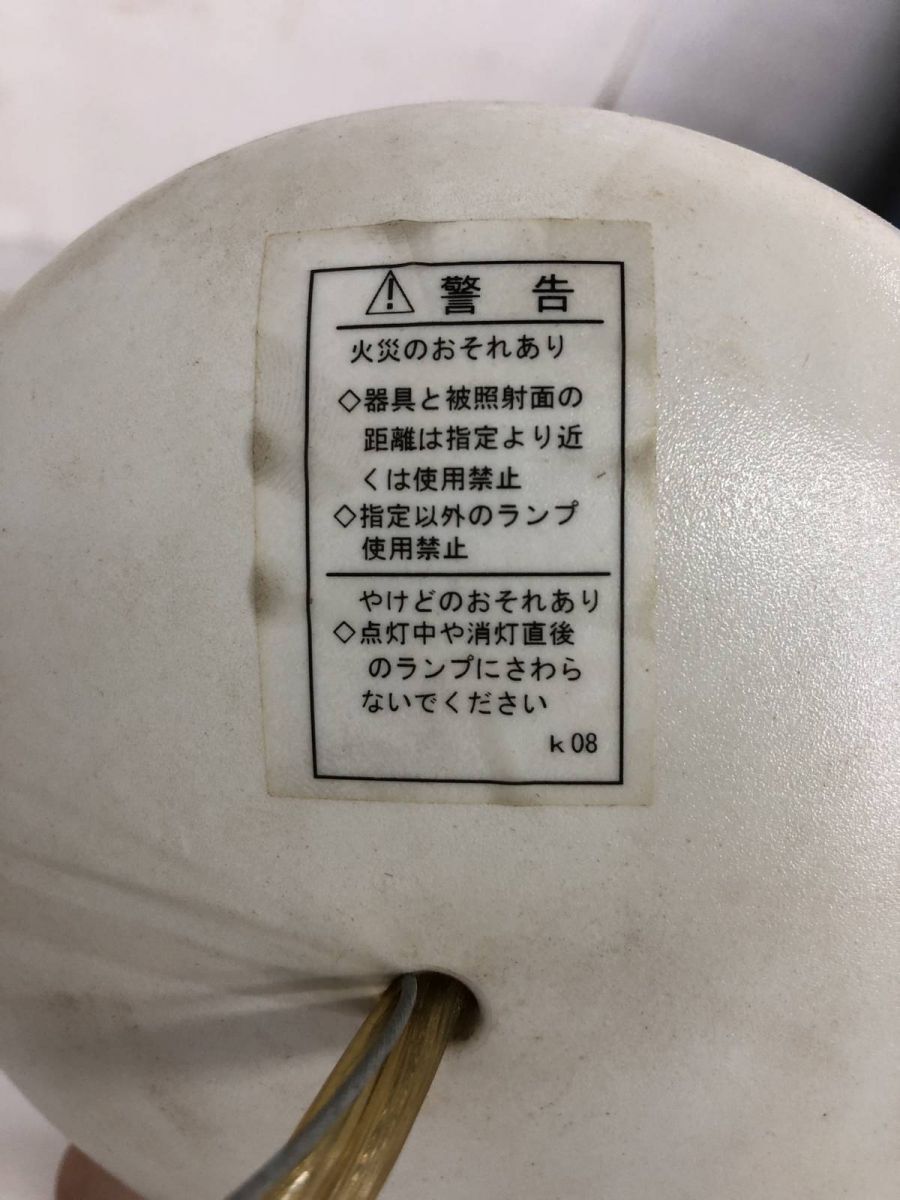 ⚠ 警 告
火災のおそれあり
◇器具と被照射面の
距離は指定より近
くは使用禁止
◇指定以外のランプ
使用禁止
やけどのおそれあり
◇点灯中や消灯直後
のランプにさわら
ないでください
k08